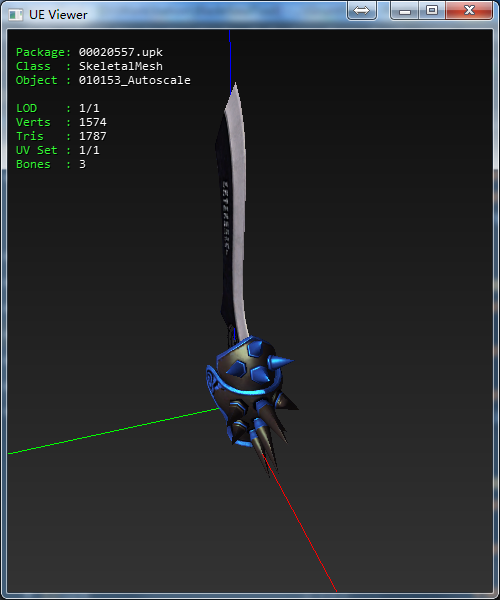 UE Viewer
Package: 00020557.upk
Class : SkeletalMesh
Object : 010153_Autoscale
LOD : 1/1
Verts : 1574
Tris : 1787
UV Set : 1/1
Bones : 3